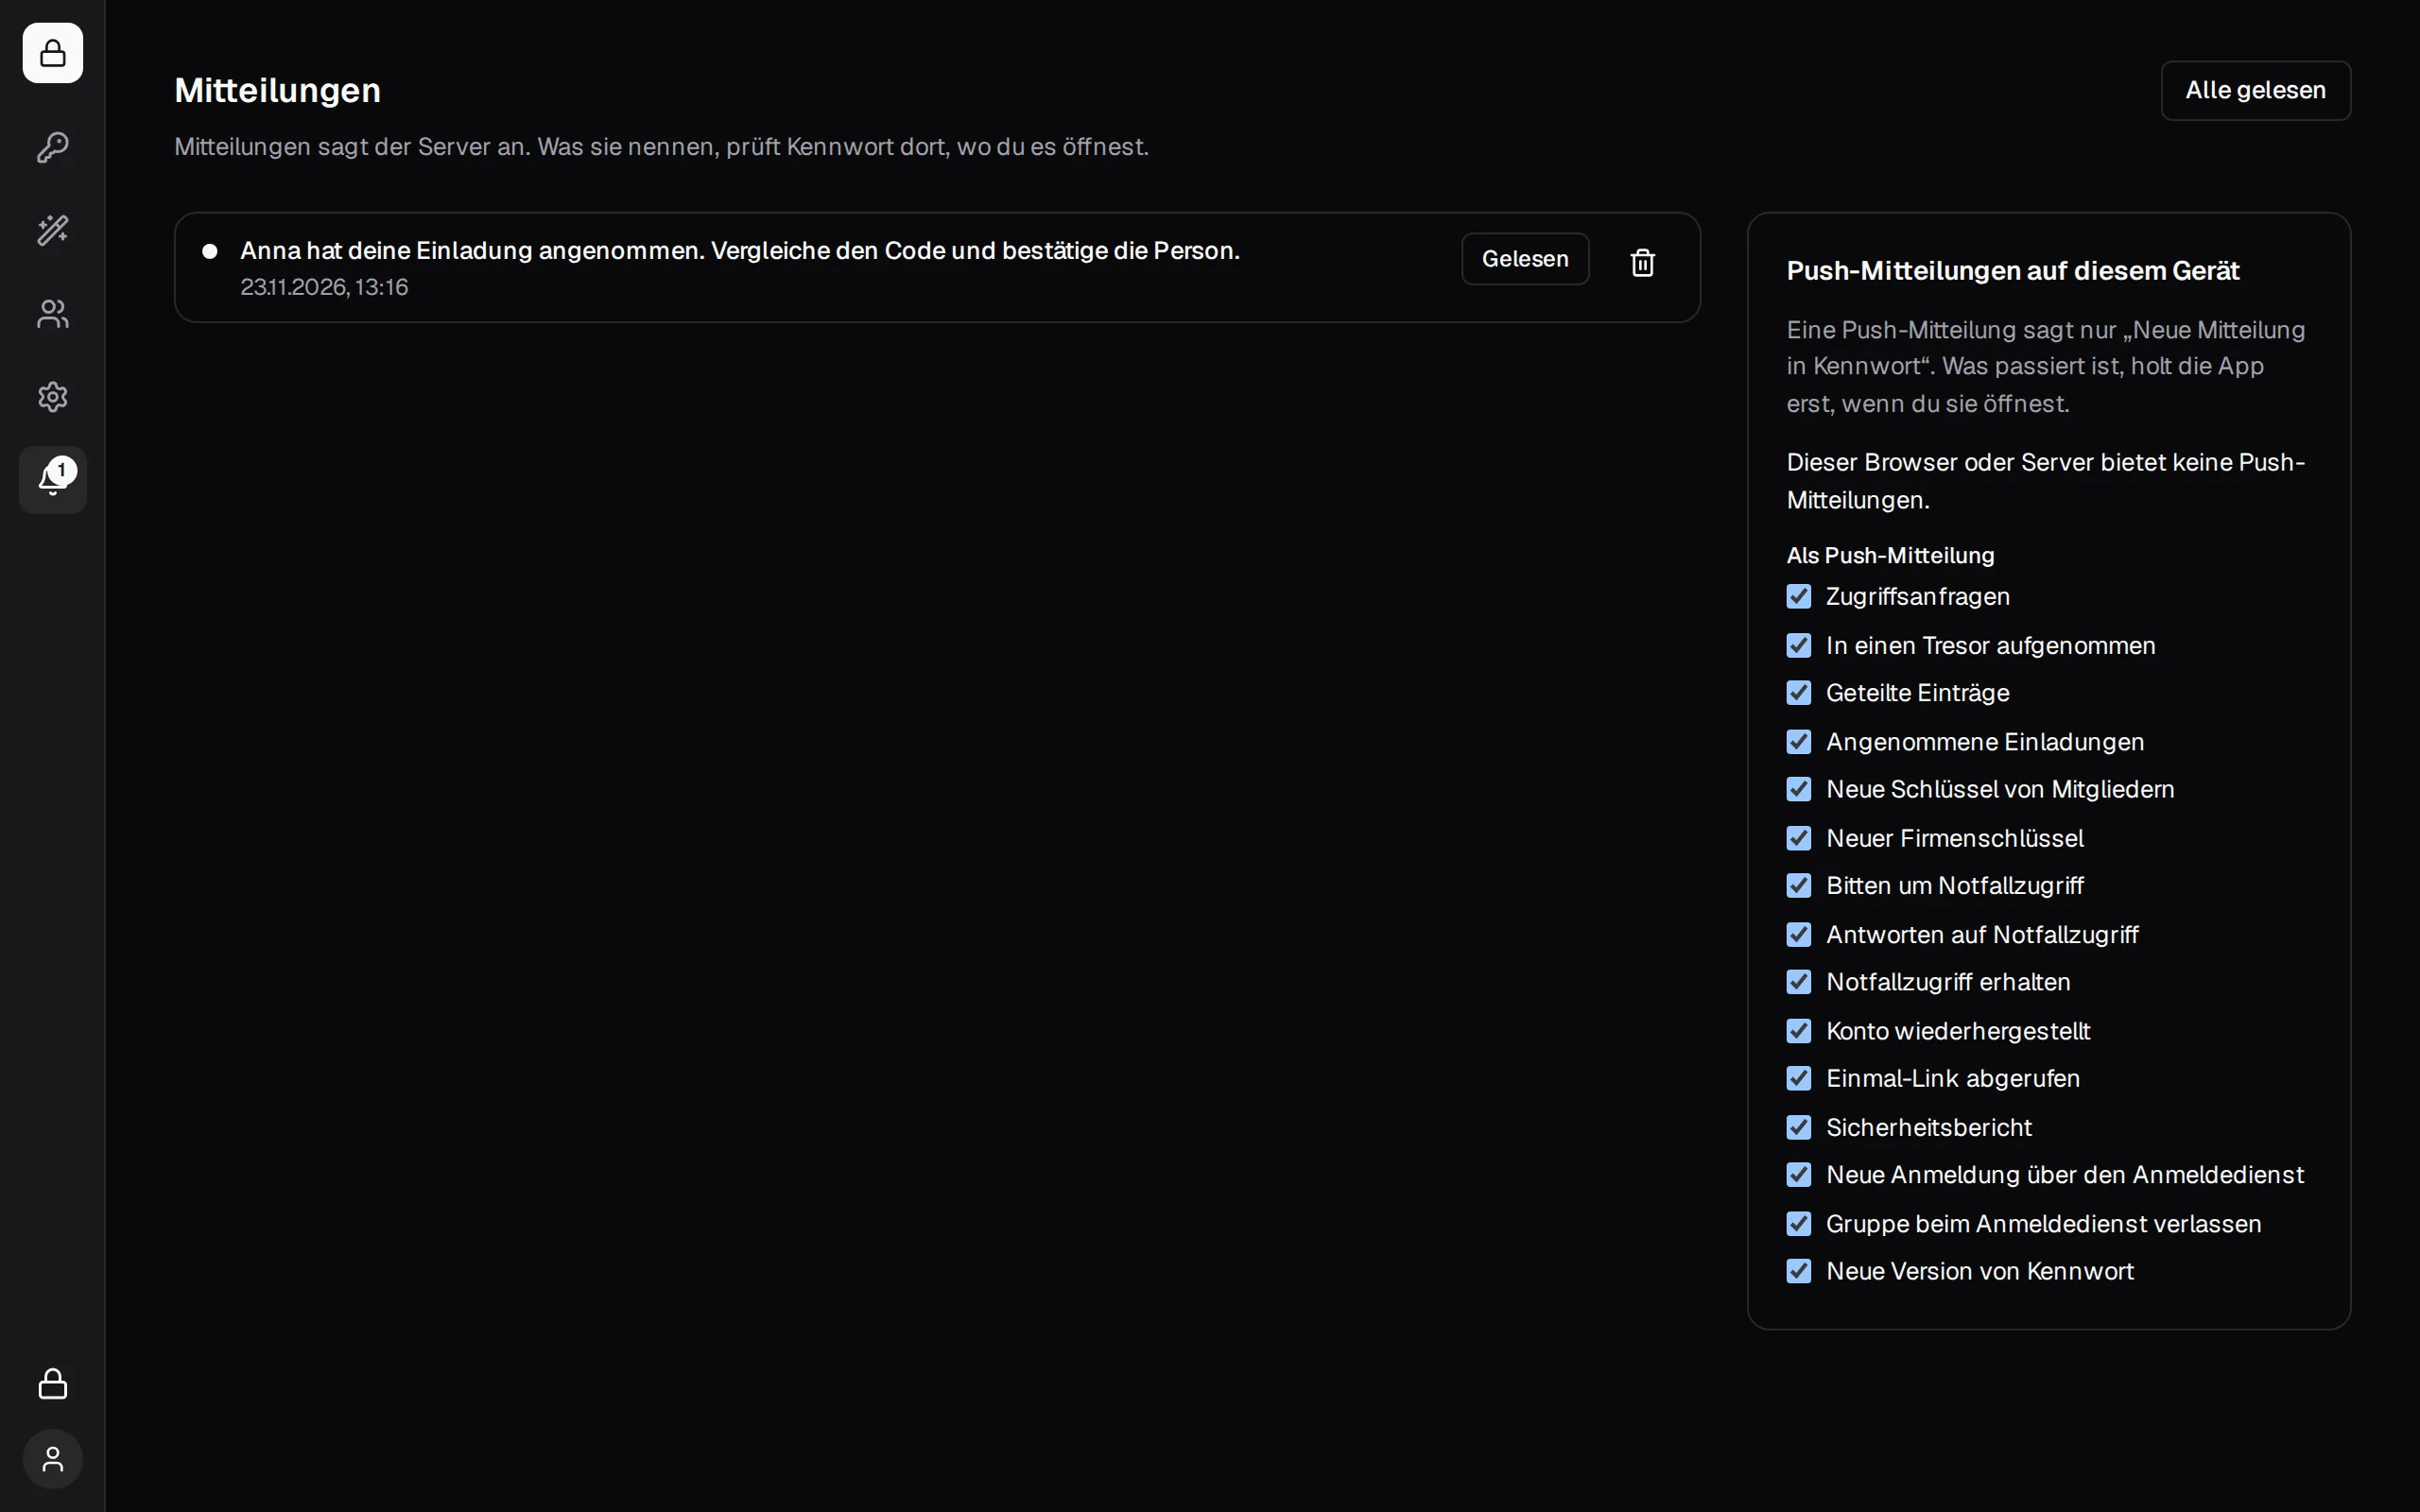 Mitteilungen
Alle gelesen
Mitteilungen sagt der Server an. Was sie nennen, prüft Kennwort dort, wo du es öffnest.
Anna hat deine Einladung angenommen. Vergleiche den Code und bestätige die Person.
23.11.2026, 13:16
Gelesen
1
Push-Mitteilungen auf diesem Gerät
Eine Push-Mitteilung sagt nur „Neue Mitteilung
in Kennwort“. Was passiert ist, holt die App
erst, wenn du sie öffnest.
Dieser Browser oder Server bietet keine Push-
Mitteilungen.
Als Push-Mitteilung
Zugriffsanfragen
In einen Tresor aufgenommen
Geteilte Einträge
Angenommene Einladungen
Neue Schlüssel von Mitgliedern
Neuer Firmenschlüssel
Bitten um Notfallzugriff
Antworten auf Notfallzugriff
Notfallzugriff erhalten
Konto wiederhergestellt
Einmal-Link abgerufen
Sicherheitsbericht
Neue Anmeldung über den Anmeldedienst
Gruppe beim Anmeldedienst verlassen
Neue Version von Kennwort